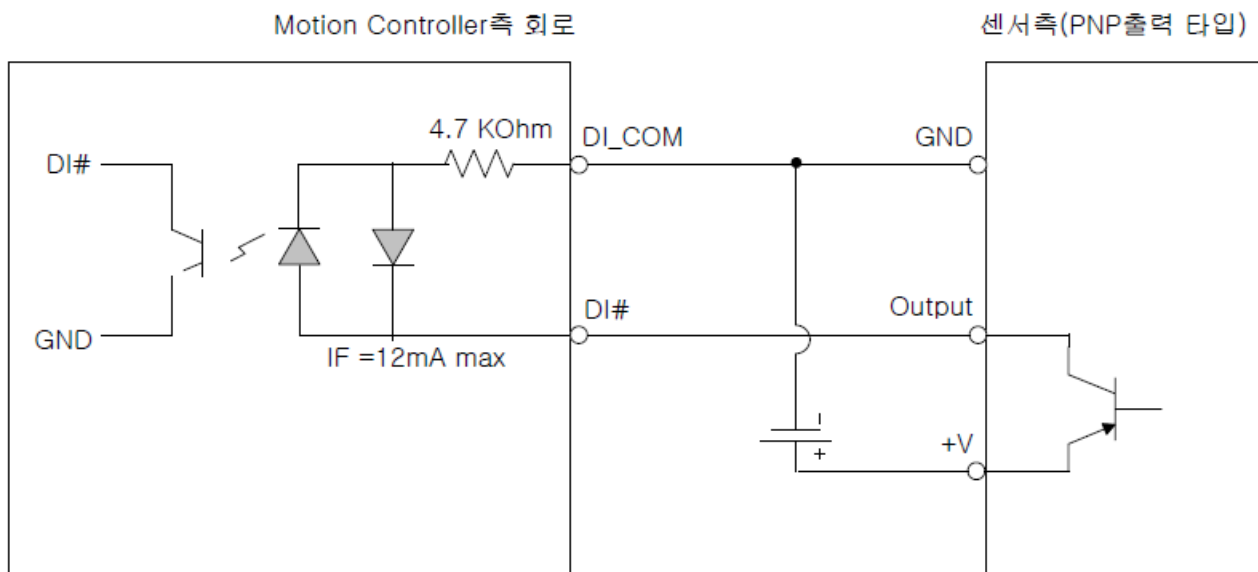 Motion Controller측 회로
센서측(PNP출력 타입)
4.7 KOhm
DI_COM
GND
DI#
DI#
Output
GND
IF =12mA max
-
+
+V